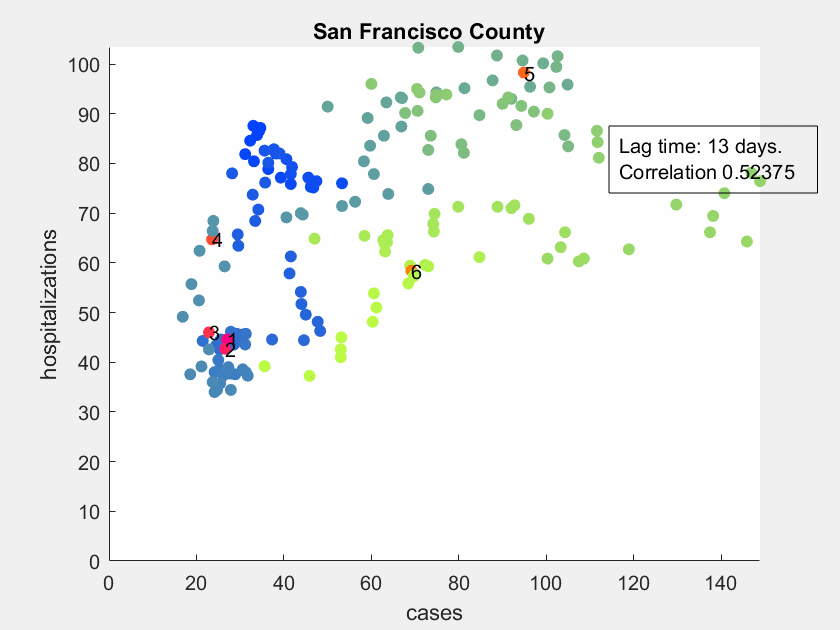 San Francisco County
100
90
80
70
60
50
40
30
20
10
0
hospitalizations
5
Lag time: 13 days.
Correlation 0.52375
4
6
3
1
2
0 20 40 60 80 100 120 140
cases